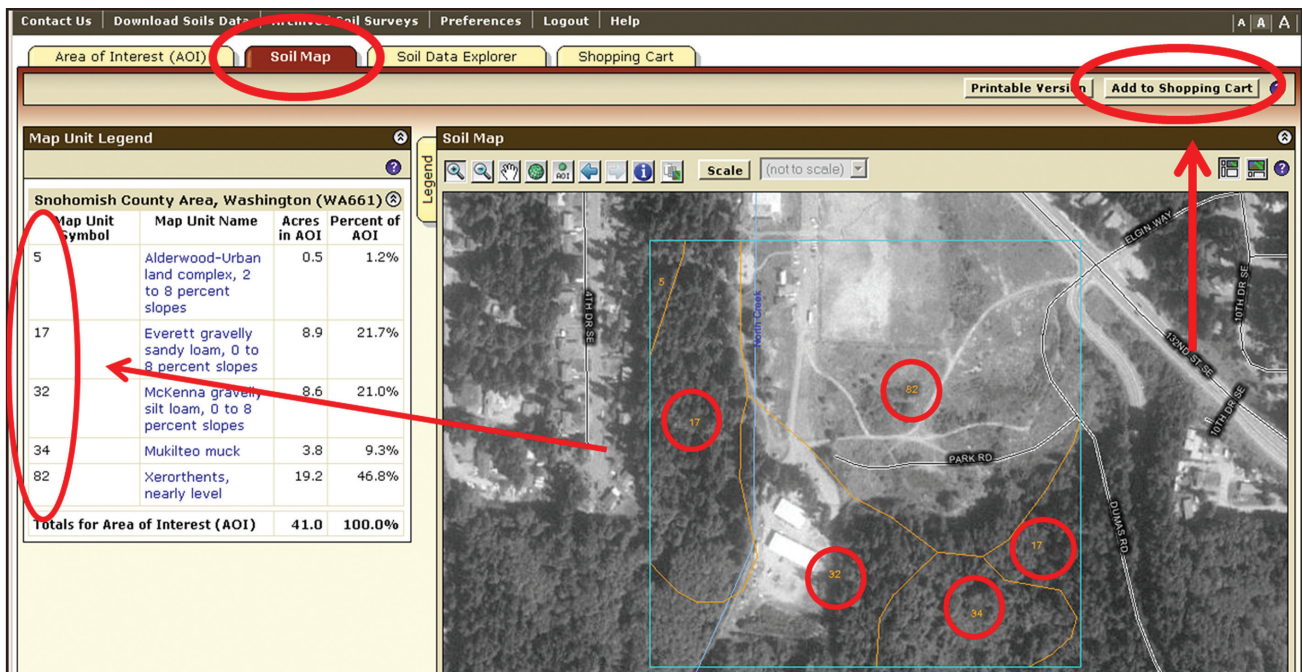 Contact Us | Download Soils Data | Archived Soil Surveys | Preferences | Logout | Help
A A A
Area of Interest (AOI)
Soil Map
Soil Data Explorer
Shopping Cart
Printable Version
Add to Shopping Cart
Map Unit Legend
Legend
Soil Map
AOI
Scale
(not to scale)
Snohomish County Area, Washington (WA661)
Map Unit Symbol Map Unit Name Acres in AOI Percent of AOI
5 Alderwood-Urban 0.5 1.2%
land complex, 2
to 8 percent
slopes
17 Everett gravelly 8.9 21.7%
sandy loam, 0 to
8 percent slopes
32 McKenna gravelly 8.6 21.0%
silt loam, 0 to 8
percent slopes
34 Mukilteo muck 3.8 9.3%
82 Xerorthents, 19.2 46.8%
nearly level
Totals for Area of Interest (AOI) 41.0 100.0%
ELGIN WAY
5
4TH DR SE
North Creek
10TH DR SE
132ND ST SE
82
17
10TH DR SE
PARK RD
DUMAS RD
17
32
34